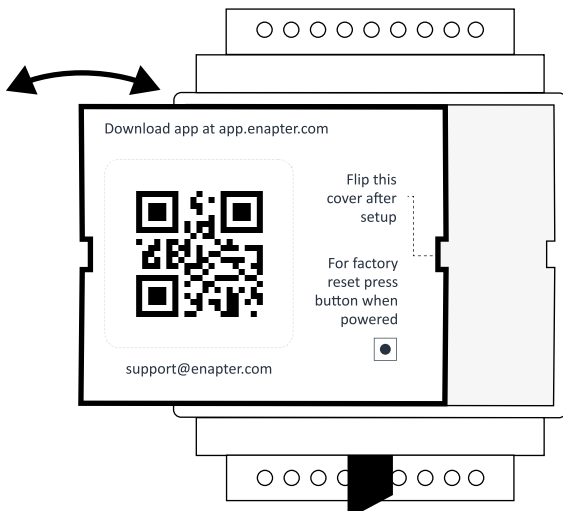 Download app at app.enapter.com
Flip this
cover after
setup
For factory
reset press
button when
powered
support@enapter.com